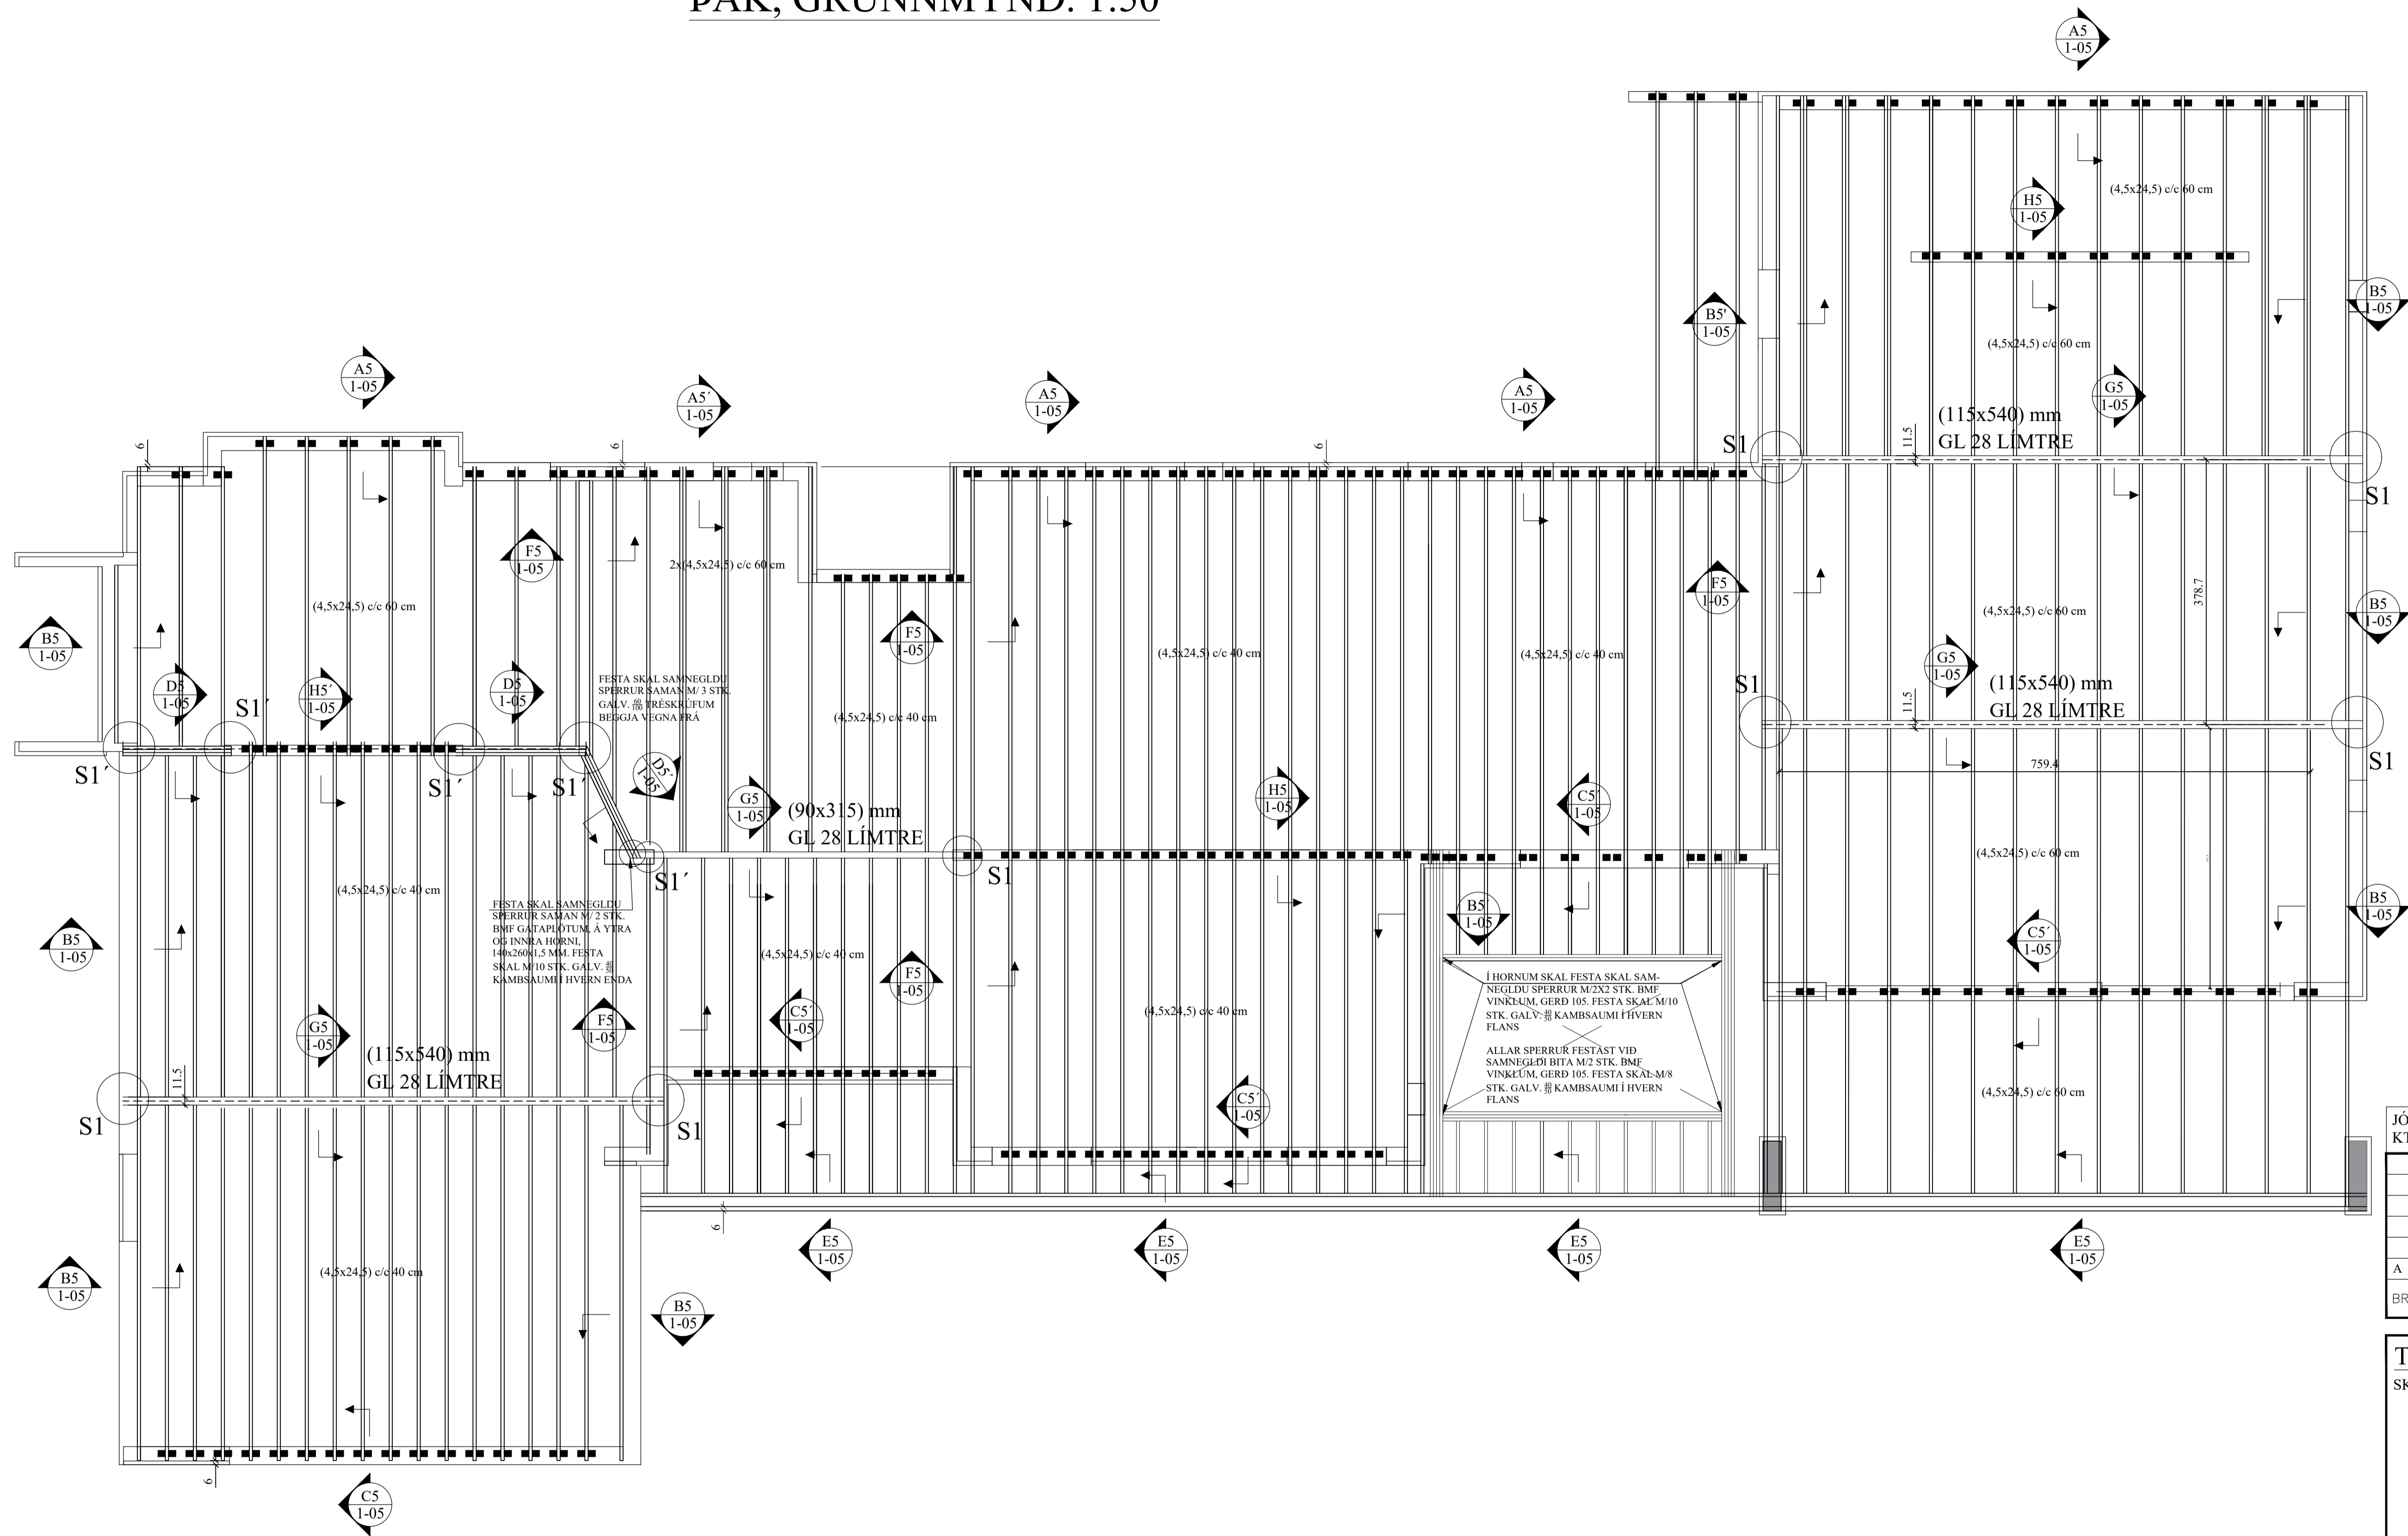 ÞAK, GRUNNMYND. 1:50
A5
1-05
H5
1-05
(4,5x24,5) c/c 60 cm
B5
1-05
B5'
1-05
(4,5x24,5) c/c 60 cm
G5
1-05
(115x540) mm
GL 28 LÍMTRE
S1
11.5
S1
A5
1-05
A5´
1-05
A5
1-05
A5
1-05
6
6
6
F5
1-05
2x(4,5x24,5) c/c 60 cm
(4,5x24,5) c/c 60 cm
F5
1-05
378.7
(4,5x24,5) c/c 60 cm
B5
1-05
B5
1-05
F5
1-05
(4,5x24,5) c/c 40 cm
(4,5x24,5) c/c 40 cm
G5
1-05
(115x540) mm
GL 28 LÍMTRE
S1
11.5
S1
759.4
D5
1-05
H5´
1-05
D5
1-05
FESTA SKAL SAMNEGLDU
SPERRUR SAMAN M/ 3 STK.
GALV. TRÉSKRÚFUM
BEGGJA VEGNA FRÁ
(4,5x24,5) c/c 40 cm
S1´
S1´
S1´
S1´
D5´
1-05
G5
1-05
(90x315) mm
GL 28 LÍMTRE
H5
1-05
C5´
1-05
S1´
S1
(4,5x24,5) c/c 60 cm
(4,5x24,5) c/c 40 cm
FESTA SKAL SAMNEGLDU
SPERRUR SAMAN M/ 2 STK.
BMF GATAPLÖTUM, Á YTRA
OG INNRA HORNI,
140x260x1,5 MM. FESTA
SKAL M/10 STK. GALV.
KAMBSAUMI Í HVERN ENDA
B5
1-05
(4,5x24,5) c/c 40 cm
F5
1-05
B5´
1-05
C5´
1-05
B5
1-05
Í HORNUM SKAL FESTA SKAL SAM-
NEGLDU SPERUR M/2X2 STK. BMF
VINKLUM, GERÐ 105. FESTA SKAL M/10
STK. GALV. KAMBSAUMI Í HVERN
FLANS
ALLAR SPERRUR FESTAST VIÐ
SAMNEGLDI BITA M/2 STK. BMF
VINKLUM, GERÐ 105. FESTA SKAL M/8
STK. GALV. KAMBSAUMI Í HVERN
FLANS
G5
1-05
F5
1-05
C5´
1-05
(4,5x24,5) c/c 40 cm
(115x540) mm
GL 28 LÍMTRE
11.5
S1
S1
C5´
1-05
(4,5x24,5) c/c 60 cm
6
E5
1-05
E5
1-05
E5
1-05
E5
1-05
B5
1-05
(4,5x24,5) c/c 40 cm
B5
1-05
6
C5
1-05
JÓ
KT
A
BR
T
SK